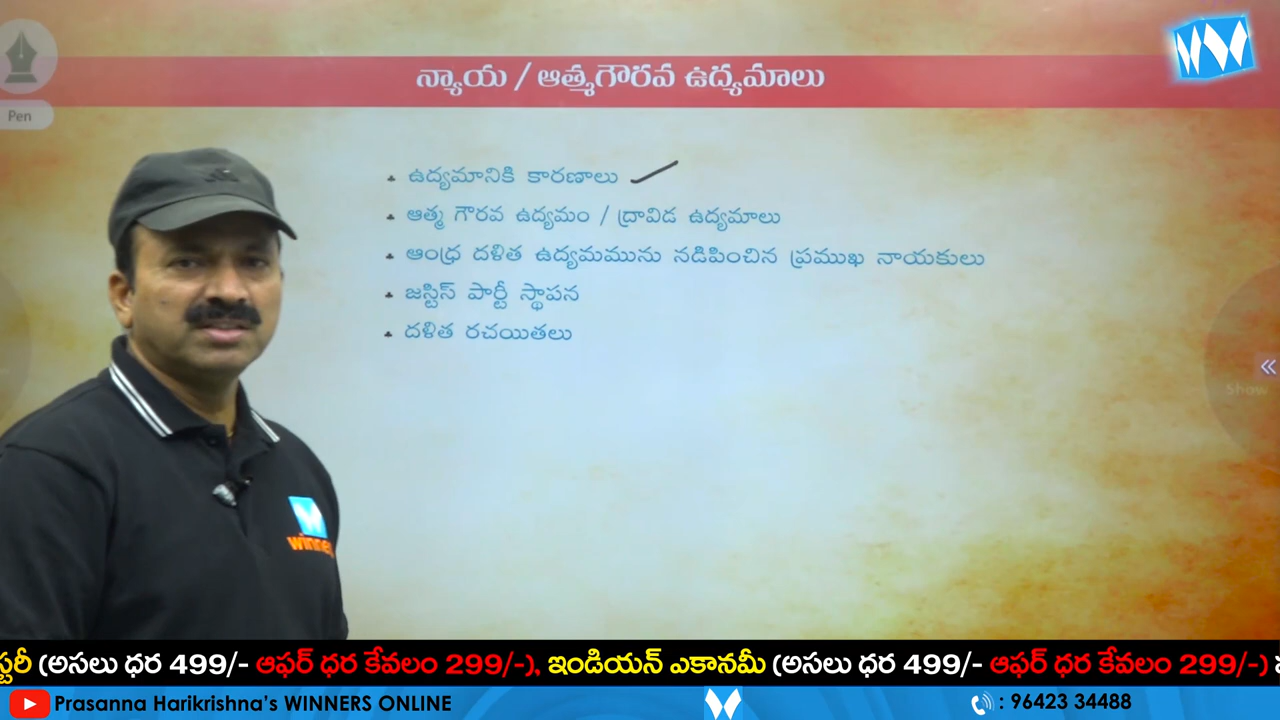 న్యాయ / ఆత్మగౌరవ ఉద్యమాలు
Pen
ఉద్యమానికి కారణాలు
ఆత్మ గౌరవ ఉద్యమం / ద్రావిడ ఉద్యమాలు
ఆంధ్ర దళిత ఉద్యమమును నడిపించిన ప్రముఖ నాయకులు
జస్టిస్ పార్టీ స్థాపన
దళిత రచయితలు
Show
winner
(అసలు ధర 499/- ఆఫర్ ధర కేవలం 299/-), ఇండియన్ ఎకానమీ (అసలు ధర 499/- ఆఫర్ ధర కేవలం 299/-)
Prasanna Harikrishna's WINNERS ONLINE
: 96423 34488